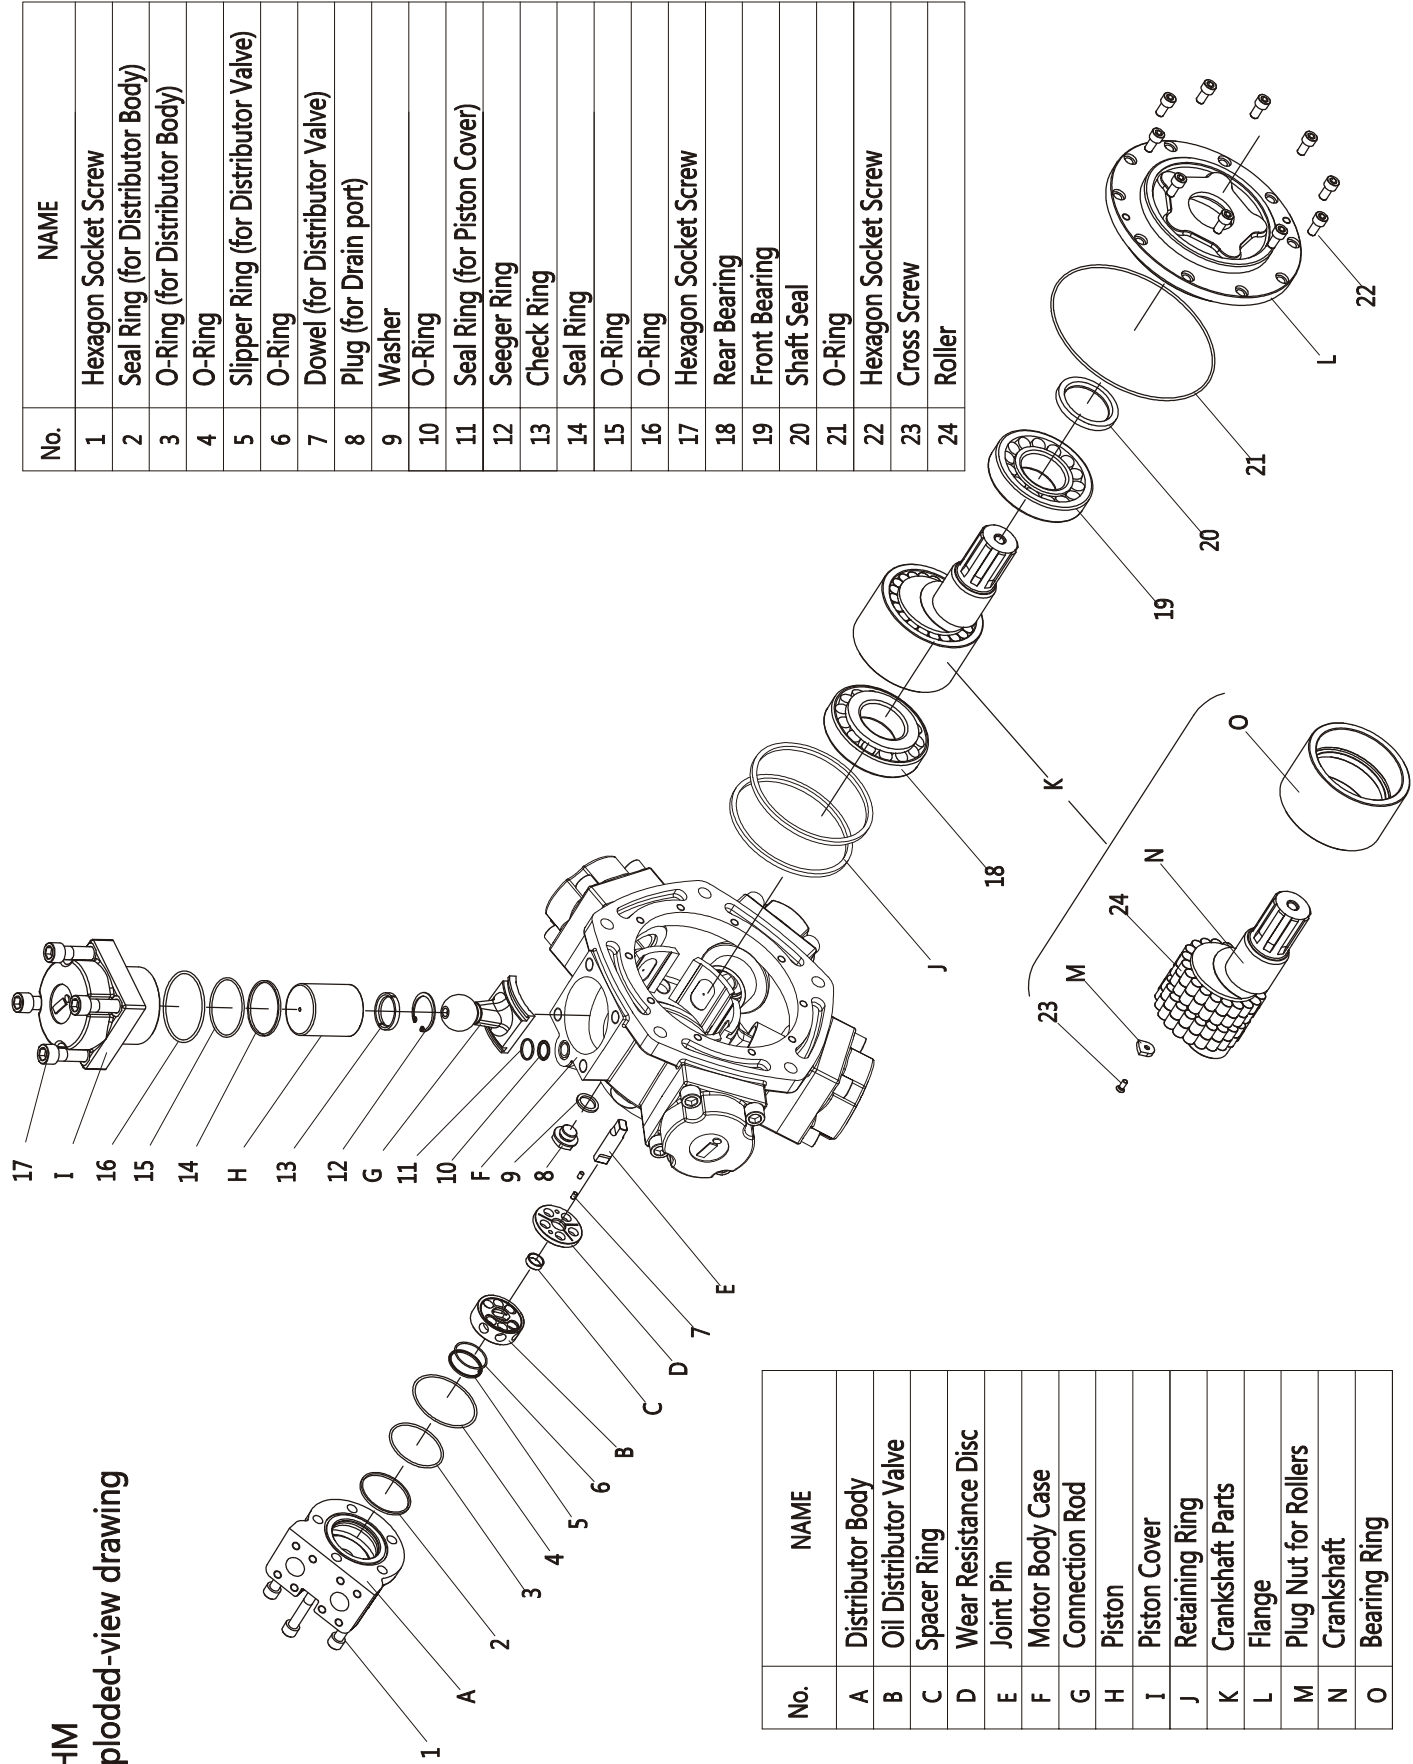 HM
ploded-view drawing
No. NAME
1 Hexagon Socket Screw
2 Seal Ring (for Distributor Body)
3 O-Ring (for Distributor Body)
4 O-Ring
5 Slipper Ring (for Distributor Valve)
6 O-Ring
7 Dowel (for Distributor Valve)
8 Plug (for Drain port)
9 Washer
10 O-Ring
11 Seal Ring (for Piston Cover)
12 Seeger Ring
13 Check Ring
14 Seal Ring
15 O-Ring
16 O-Ring
17 Hexagon Socket Screw
18 Rear Bearing
19 Front Bearing
20 Shaft Seal
21 O-Ring
22 Hexagon Socket Screw
23 Cross Screw
24 Roller
17
I
16
15
14
H
13
12
G
11
10
F
9
8
1
A
2
3
4
5
6
B
C
D
7
E
J
18
K
19
20
21
L
22
23
M
24
N
O
No. NAME
A Distributor Body
B Oil Distributor Valve
C Spacer Ring
D Wear Resistance Disc
E Joint Pin
F Motor Body Case
G Connection Rod
H Piston
I Piston Cover
J Retaining Ring
K Crankshaft Parts
L Flange
M Plug Nut for Rollers
N Crankshaft
O Bearing Ring